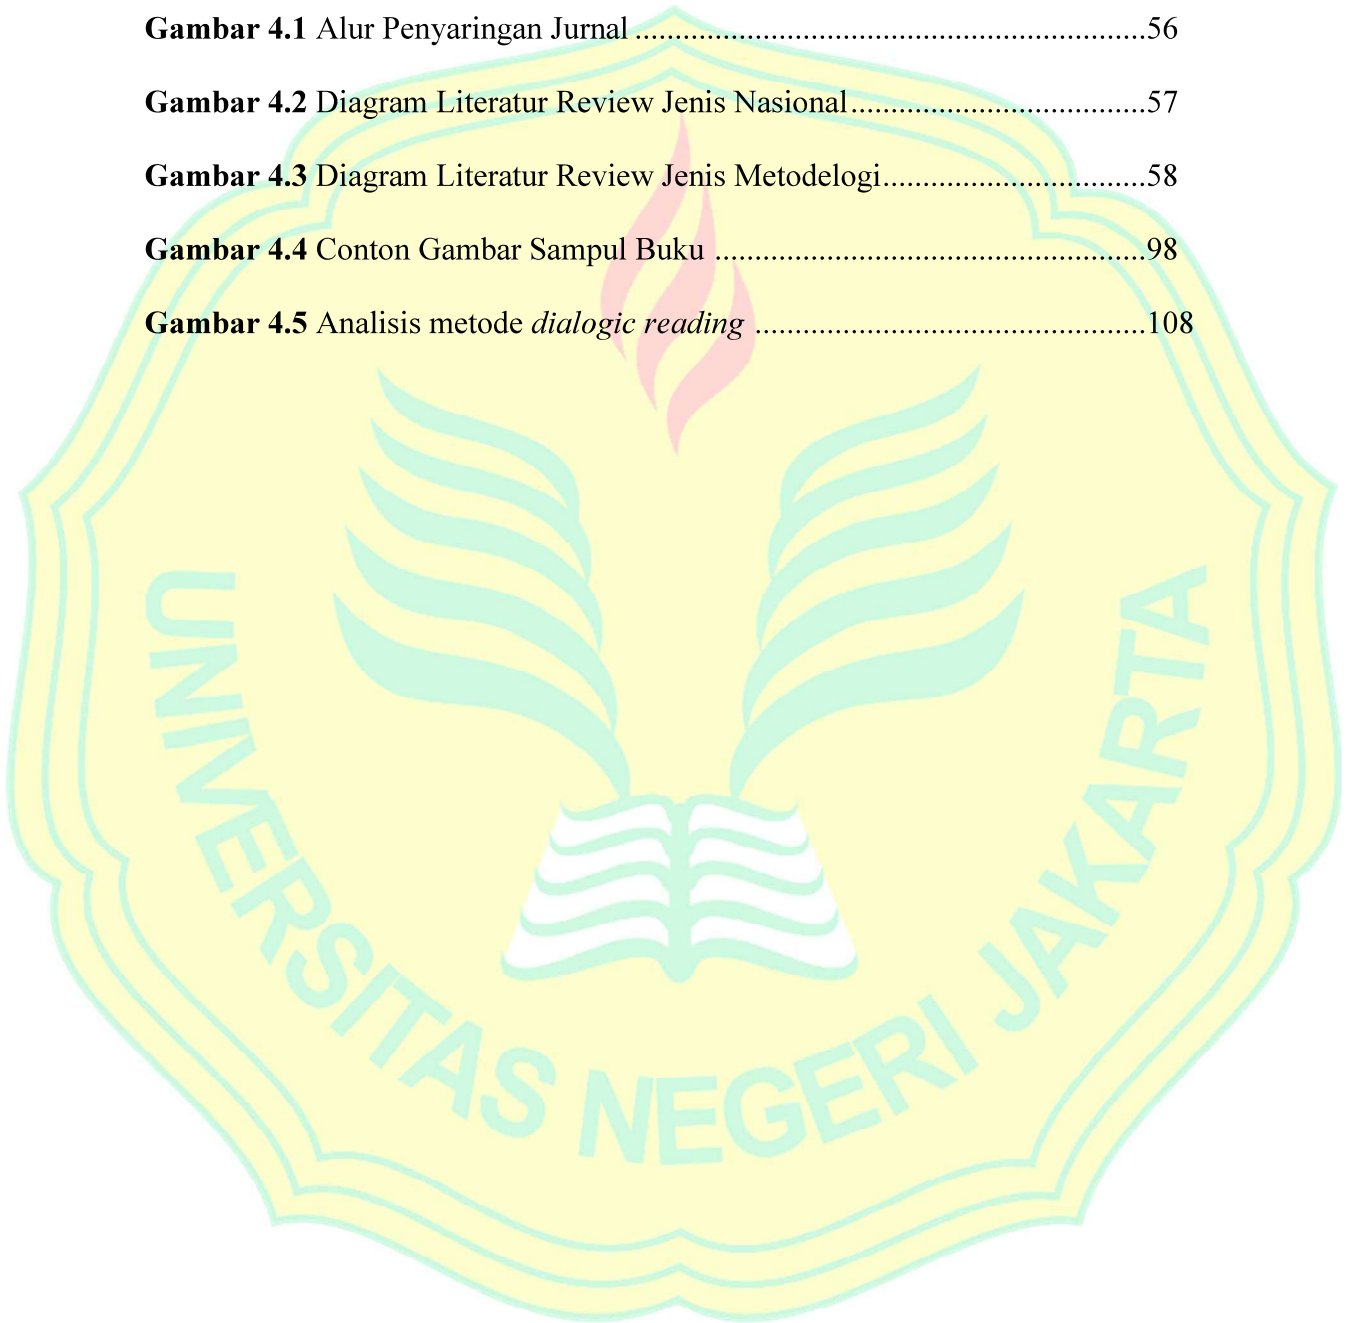 Gambar 4.1 Alur Penyaringan Jurnal ................................................................56
Gambar 4.2 Diagram Literatur Review Jenis Nasional.....................................57
Gambar 4.3 Diagram Literatur Review Jenis Metodelogi.................................58
Gambar 4.4 Conton Gambar Sampul Buku ......................................................98
Gambar 4.5 Analisis metode dialogic reading .................................................108
UNIVERSITAS NEGERI JAKARTA